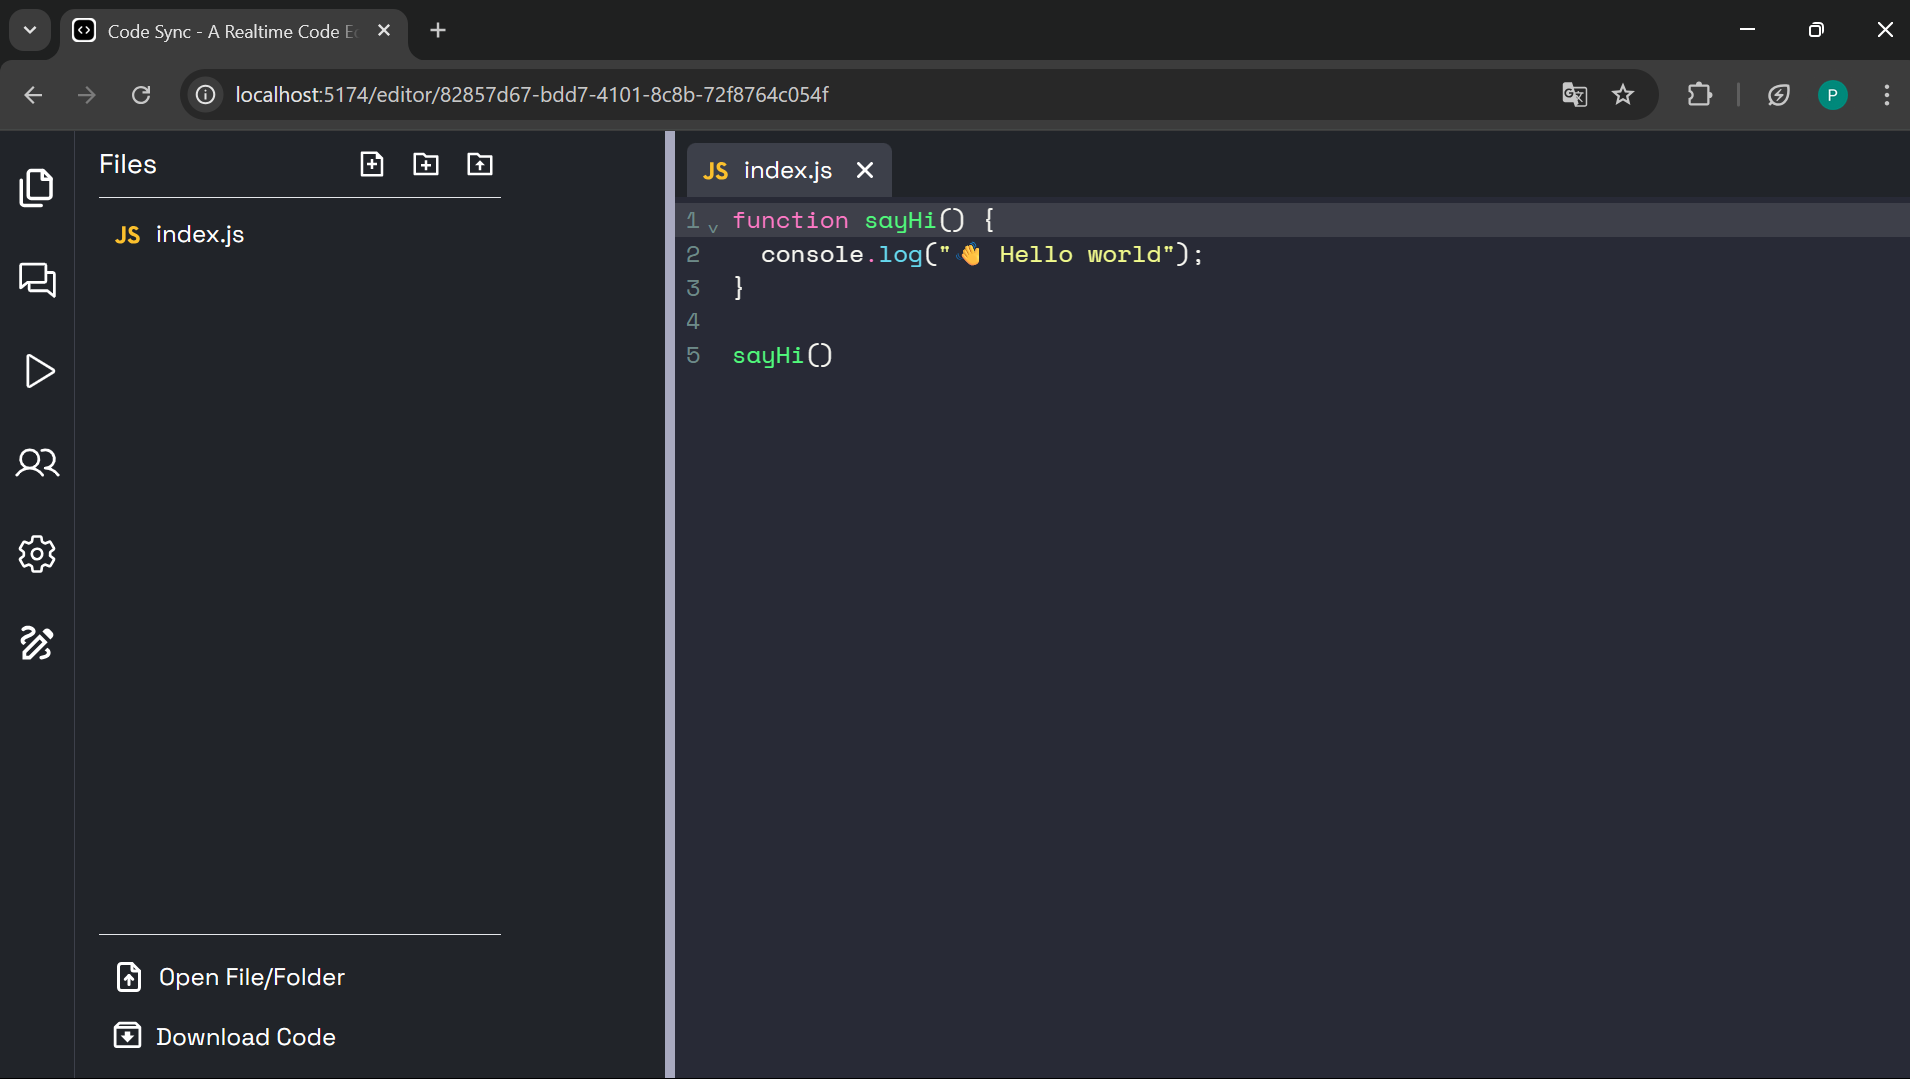 Code Sync - A Realtime Code Ec
localhost:5174/editor/82857d67-bdd7-4101-8c8b-72f8764c054f
P
Files
JS index.js
Open File/Folder
Download Code
JS index.js
1 function sayHi() {
2 console.log("👋 Hello world");
3 }
4
5 sayHi()